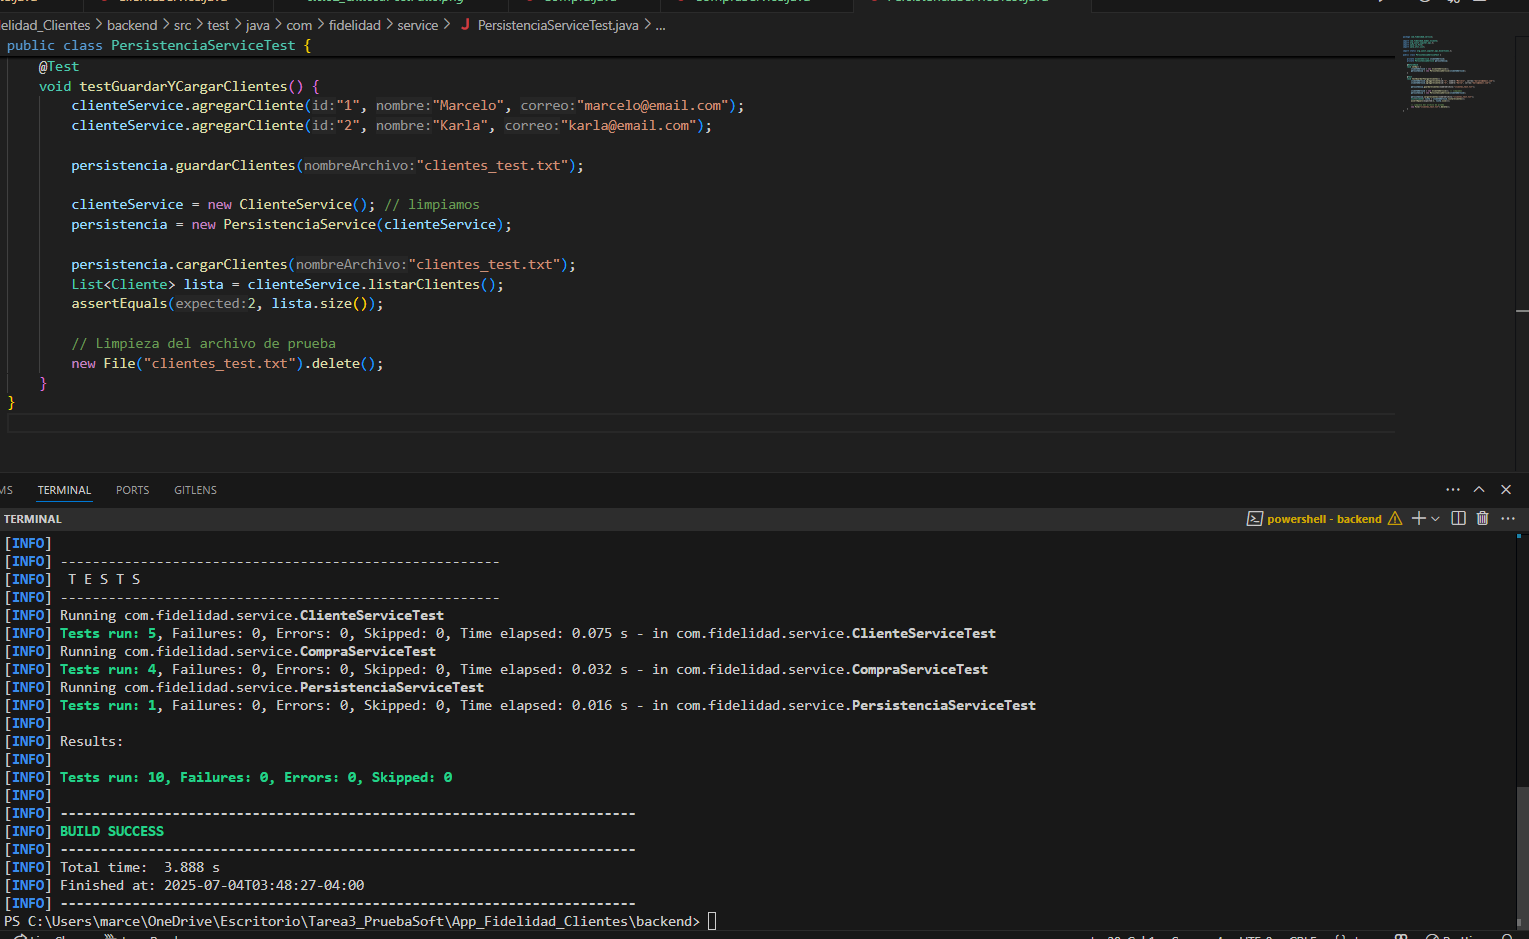 elidad_Clientes > backend > src > test > java > com > fidelidad > service > J PersistenciaServiceTest.java > ...
public class PersistenciaServiceTest {
@Test
void testGuardarYCargarClientes() {
clienteService.agregarCliente(id:"1", nombre:"Marcelo", correo:"marcelo@email.com");
clienteService.agregarCliente(id:"2", nombre:"Karla", correo:"karla@email.com");
persistencia.guardarClientes(nombreArchivo:"clientes_test.txt");
clienteService = new ClienteService(); // limpiamos
persistencia = new PersistenciaService(clienteService);
persistencia.cargarClientes(nombreArchivo:"clientes_test.txt");
List<Cliente> lista = clienteService.listarClientes();
assertEquals(expected:2, lista.size());
// Limpieza del archivo de prueba
new File("clientes_test.txt").delete();
}
}
MS TERMINAL PORTS GITLENS
TERMINAL
powershell - backend
[INFO]
[INFO] -------------------------------------------------------
[INFO]  T E S T S
[INFO] -------------------------------------------------------
[INFO] Running com.fidelidad.service.ClienteServiceTest
[INFO] Tests run: 5, Failures: 0, Errors: 0, Skipped: 0, Time elapsed: 0.075 s - in com.fidelidad.service.ClienteServiceTest
[INFO] Running com.fidelidad.service.CompraServiceTest
[INFO] Tests run: 4, Failures: 0, Errors: 0, Skipped: 0, Time elapsed: 0.032 s - in com.fidelidad.service.CompraServiceTest
[INFO] Running com.fidelidad.service.PersistenciaServiceTest
[INFO] Tests run: 1, Failures: 0, Errors: 0, Skipped: 0, Time elapsed: 0.016 s - in com.fidelidad.service.PersistenciaServiceTest
[INFO]
[INFO] Results:
[INFO]
[INFO] Tests run: 10, Failures: 0, Errors: 0, Skipped: 0
[INFO]
[INFO] ------------------------------------------------------------------------
[INFO] BUILD SUCCESS
[INFO] ------------------------------------------------------------------------
[INFO] Total time:  3.888 s
[INFO] Finished at: 2025-07-04T03:48:27-04:00
[INFO] ------------------------------------------------------------------------
PS C:\Users\marce\OneDrive\Escritorio\Tarea3_PruebaSoft\App_Fidelidad_Clientes\backend>